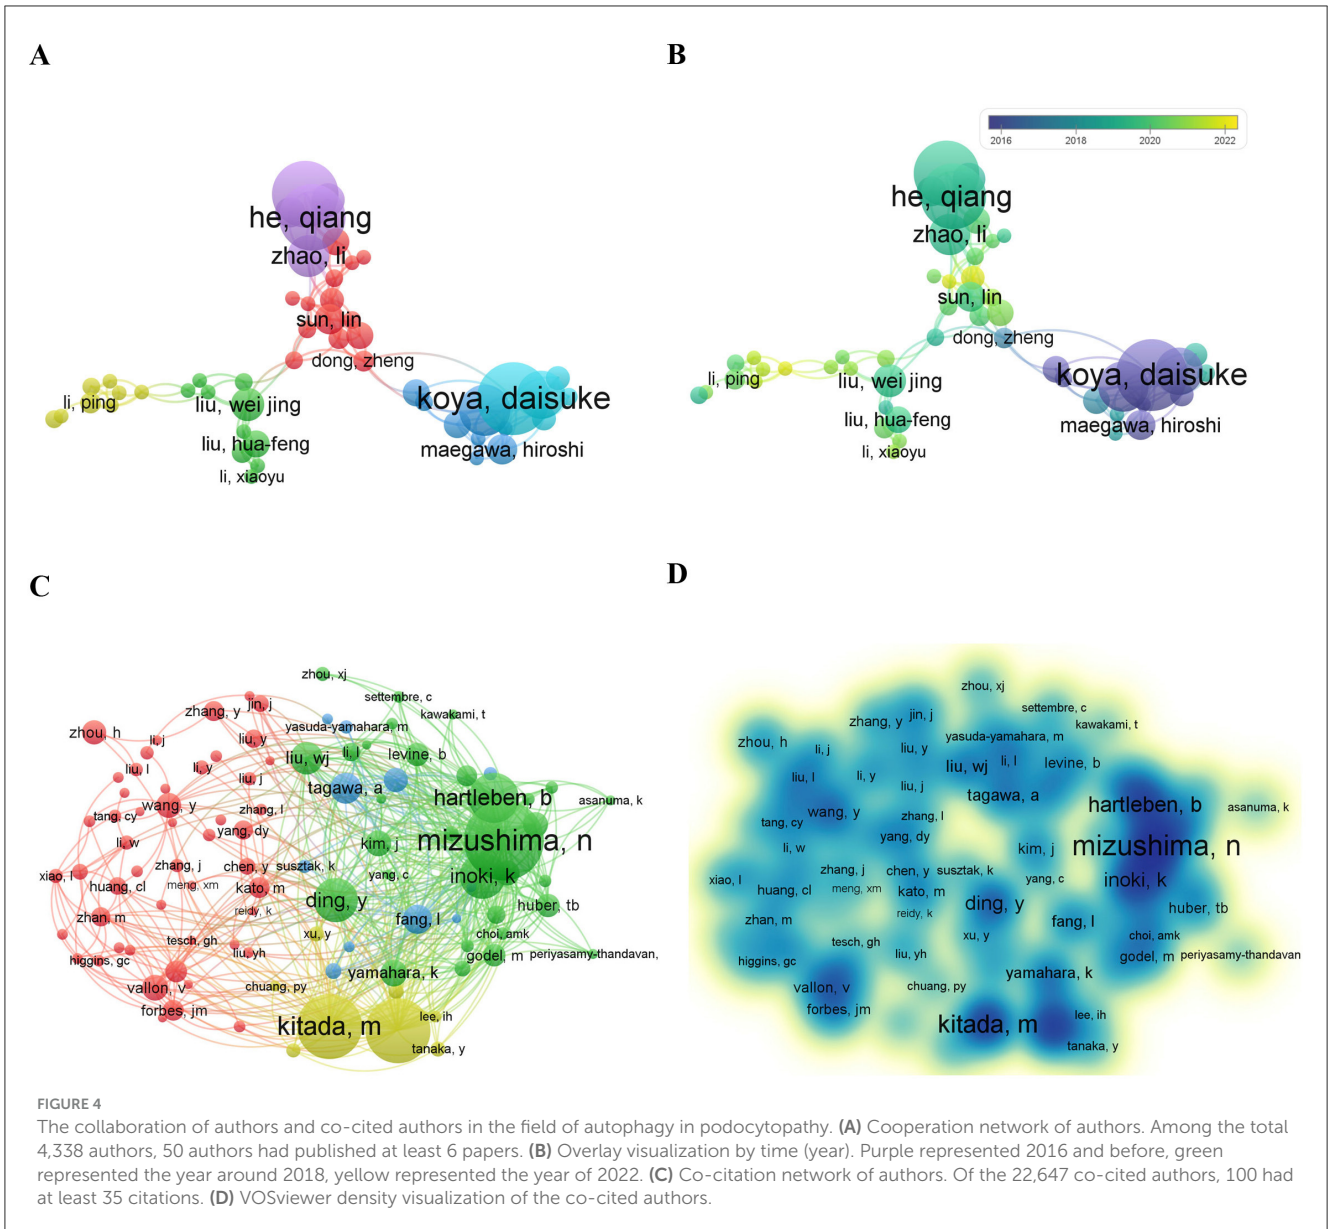 A
he, qiang
zhao, li
sun, lin
dong, zheng
li, ping
liu, wei jing
koya, daisuke
liu, hua-feng
maegawa, hiroshi
li, xiaoyu
B
2016 2018 2020 2022
he, qiang
zhao, li
sun, lin
dong, zheng
li, ping
liu, wei jing
koya, daisuke
liu, hua-feng
maegawa, hiroshi
li, xiaoyu
C
zhou, xj
settembre, c
zhang, y
jin, j
kawakami, t
yasuda-yamahara, m
zhou, h
li, j
liu, y
liu, wj
li, l
levine, b
liu, l
li, y
liu, j
tagawa, a
hartleben, b
asanuma, k
wang, y
zhang, l
tang, cy
yang, dy
li, w
kim, j
mizushima, n
zhang, j
chen, y
susztak, k
yang, c
inoki, k
xiao, l
huang, cl
meng, xm
kato, m
ding, y
huber, tb
zhan, m
reidy, k
fang, l
xu, y
choi, amk
tesch, gh
liu, yh
higgins, gc
godel, m
periyasamy-thandavan,
yamahara, k
vallon, v
chuang, py
forbes, jm
kitada, m
lee, ih
tanaka, y
D
zhou, xj
settembre, c
zhang, y
jin, j
kawakami, t
yasuda-yamahara, m
zhou, h
li, j
liu, y
liu, wj
li, l
levine, b
liu, l
li, y
liu, j
tagawa, a
hartleben, b
asanuma, k
wang, y
zhang, l
tang, cy
yang, dy
li, w
kim, j
mizushima, n
zhang, j
chen, y
susztak, k
yang, c
inoki, k
xiao, l
huang, cl
meng, xm
kato, m
ding, y
huber, tb
zhan, m
reidy, k
fang, l
xu, y
choi, amk
tesch, gh
liu, yh
higgins, gc
godel, m
periyasamy-thandavan
yamahara, k
vallon, v
chuang, py
forbes, jm
kitada, m
lee, ih
tanaka, y
FIGURE 4
The collaboration of authors and co-cited authors in the field of autophagy in podocytopathy. (A) Cooperation network of authors. Among the total
4,338 authors, 50 authors had published at least 6 papers. (B) Overlay visualization by time (year). Purple represented 2016 and before, green
represented the year around 2018, yellow represented the year of 2022. (C) Co-citation network of authors. Of the 22,647 co-cited authors, 100 had
at least 35 citations. (D) VOSviewer density visualization of the co-cited authors.